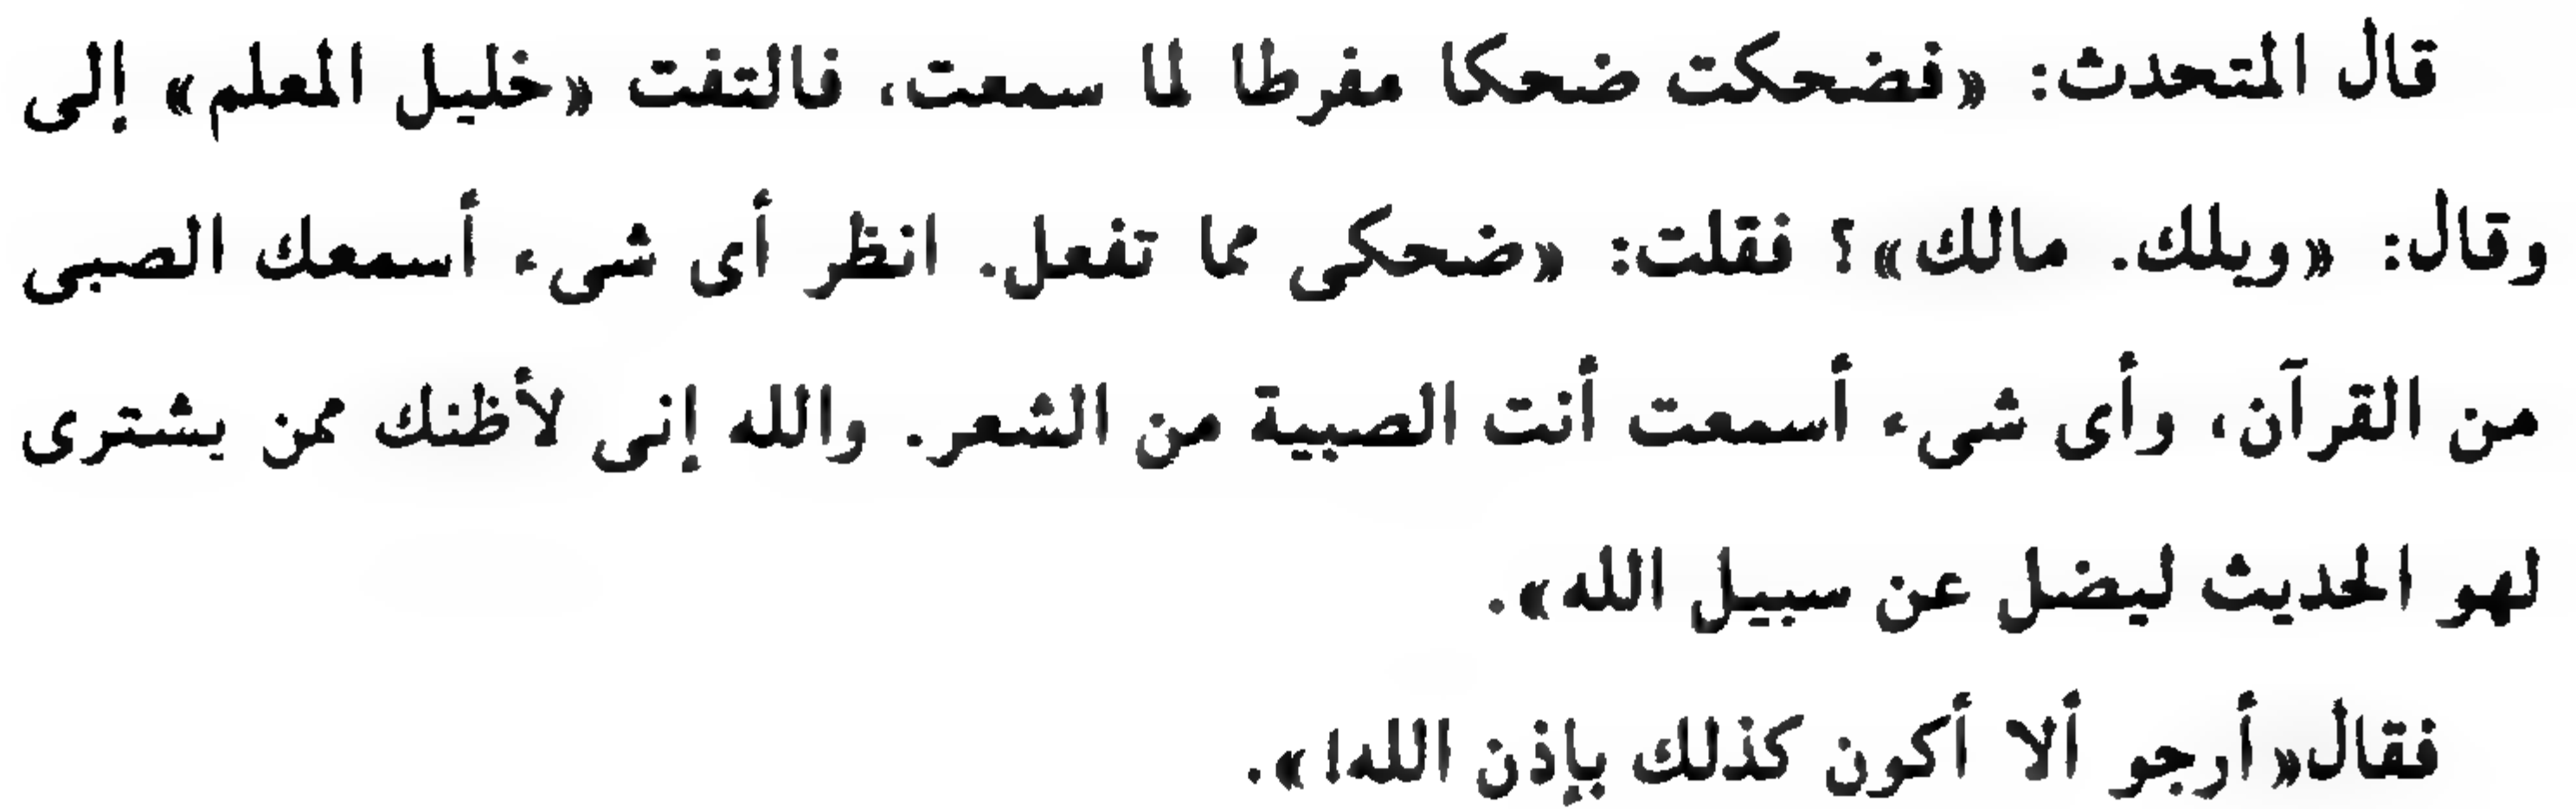 قال المتحدث: «فضحكت ضحكا مفرطا لما سمعت، فالتفت «خليل المعلم» إلى
وقال: «ويلك. مالك»؟ فقلت: «ضحكى مما تفعل. انظر أى شىء أسمعك الصبى
من القرآن، وأى شىء أسمعت أنت الصبية من الشعر. والله إنى لأظنك ممن يشترى
لهو الحديث ليضل عن سبيل الله».
فقال«أرجو ألا أكون كذلك بإذن الله! ».